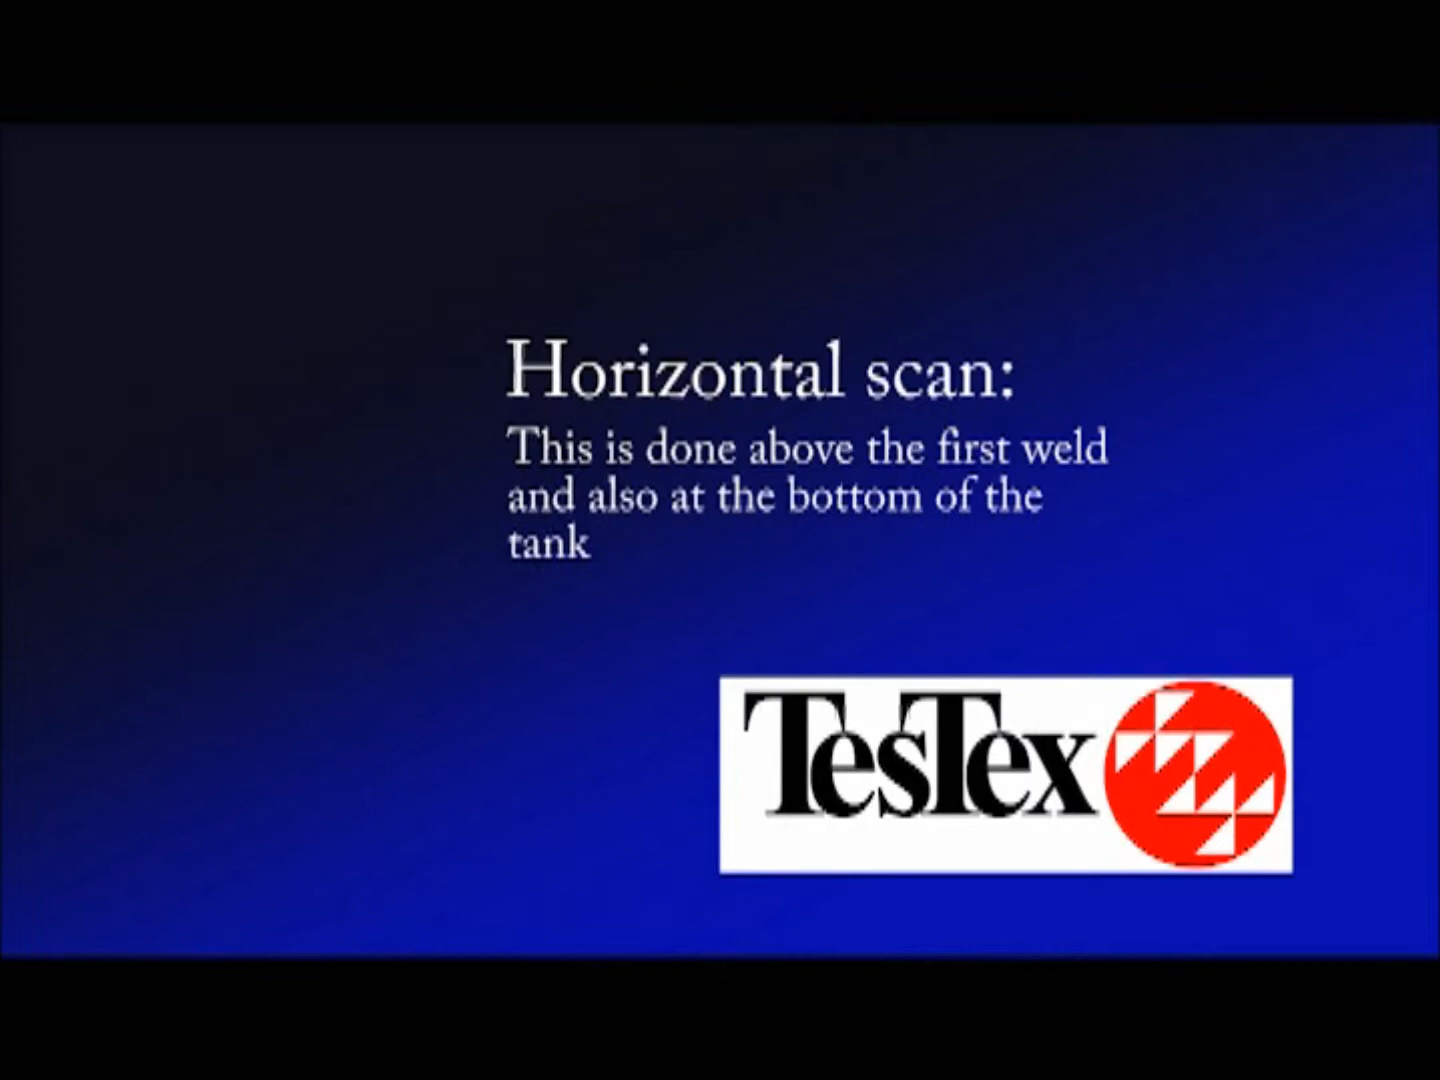 Horizontal scan:
This is done above the first weld
and also at the bottom of the
tank
TesTex